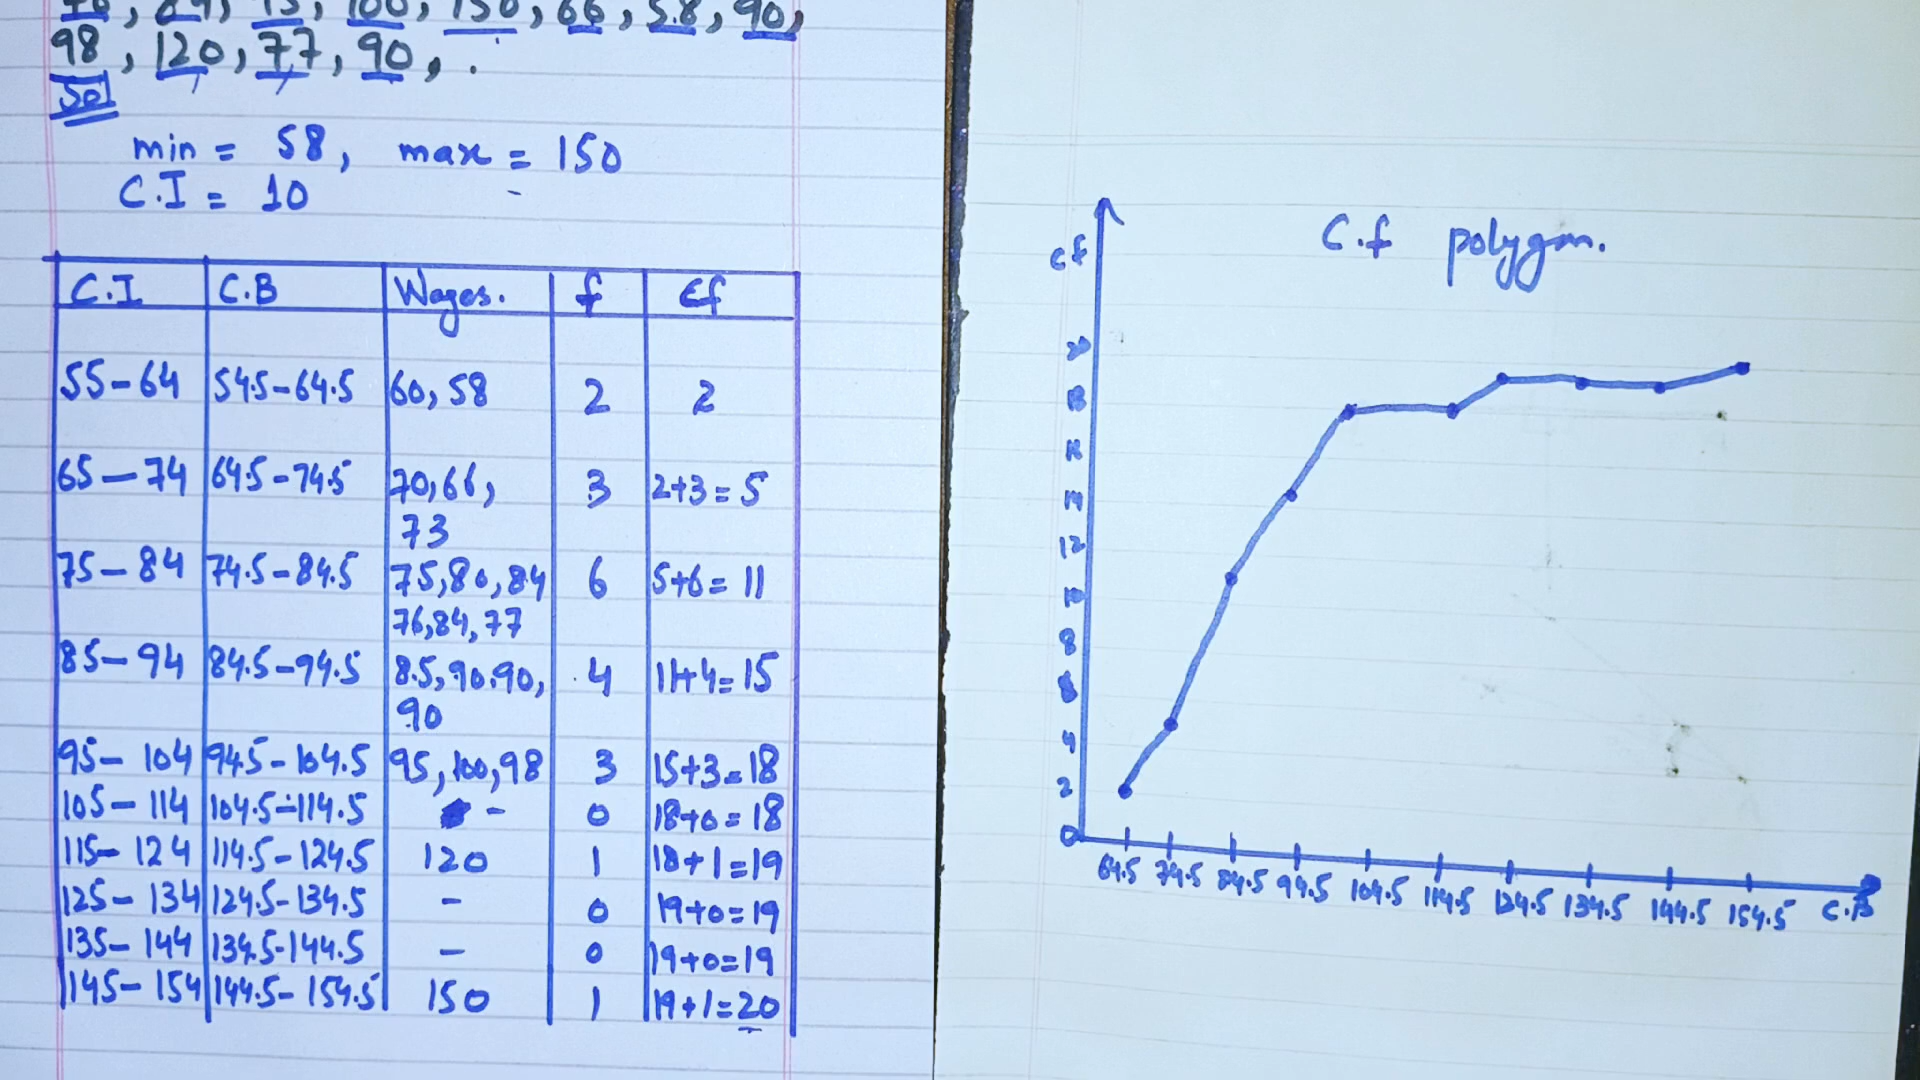 73, 100, 150, 66, 58, 90,
98, 120, 77, 90, .
Sol
min = 58, max = 150
C.I = 10
C.I C.B Wages. f cf
55-64 54.5-64.5 60, 58 2 2
65-74 64.5-74.5 70, 66, 3 2+3=5
73
75-84 74.5-84.5 75, 80, 84 6 5+6=11
76, 84, 77
85-94 84.5-94.5 85, 90, 90, 4 11+4=15
90
95-104 94.5-104.5 95, 100, 98 3 15+3=18
105-114 104.5-114.5 - 0 18+0=18
115-124 114.5-124.5 120 1 18+1=19
125-134 124.5-134.5 - 0 19+0=19
135-144 134.5-144.5 - 0 19+0=19
145-154 144.5-154.5 150 1 19+1=20
C.f polygon.
cf
20
18
16
14
12
10
8
6
4
2
0
64.5 74.5 84.5 94.5 104.5 114.5 124.5 134.5 144.5 154.5 C.B